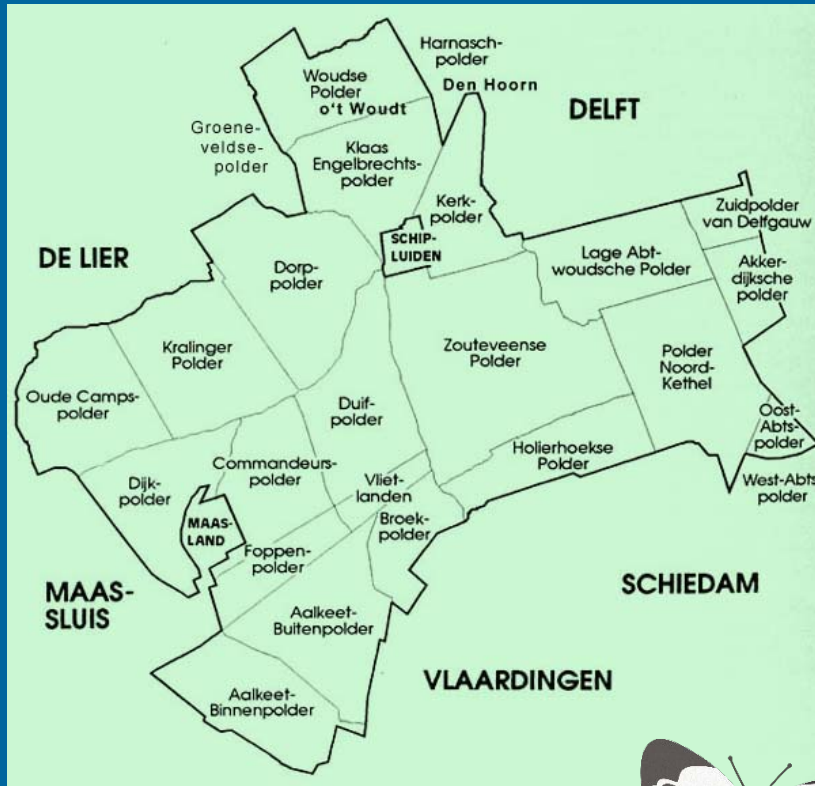 Harnasch-
polder
Den Hoorn
DELFT
Woudse
Polder
o't Woudt
Groene-
veldse-
polder
Klaas
Engelbrechts-
polder
Kerk-
polder
SCHIP-
LUIDEN
Zuidpolder
van Delfgauw
Lage Abt-
woudsche Polder
Akker-
dijksche
polder
DE LIER
Dorp-
polder
Kralinger
Polder
Zouteveense
Polder
Polder
Noord-
Kethel
Oude Camps-
polder
Duif-
polder
Oost-
Abts-
polder
Holierhoekse
Polder
Commandeurs-
polder
Vliet-
landen
West-Abts
polder
Dijk-
polder
MAAS-
LAND
Broek-
polder
Foppen-
polder
MAAS-
SLUIS
SCHIEDAM
Aalkeet-
Buitenpolder
VLAARDINGEN
Aalkeet-
Binnenpolder